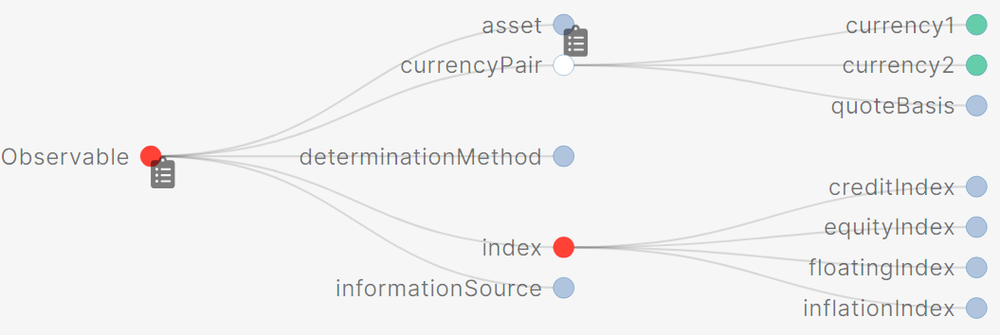 Observable
asset
currencyPair
determinationMethod
index
informationSource
currency1
currency2
quoteBasis
creditIndex
equityIndex
floatingIndex
inflationIndex